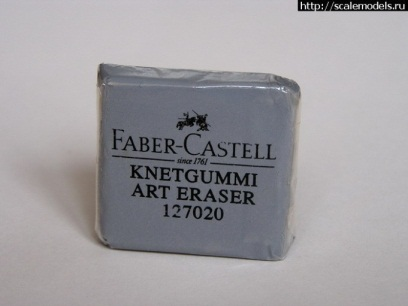 http://scalemodels.ru
FABER-CASTELL
since 1761
KNETGUMMI
ART ERASER
127020